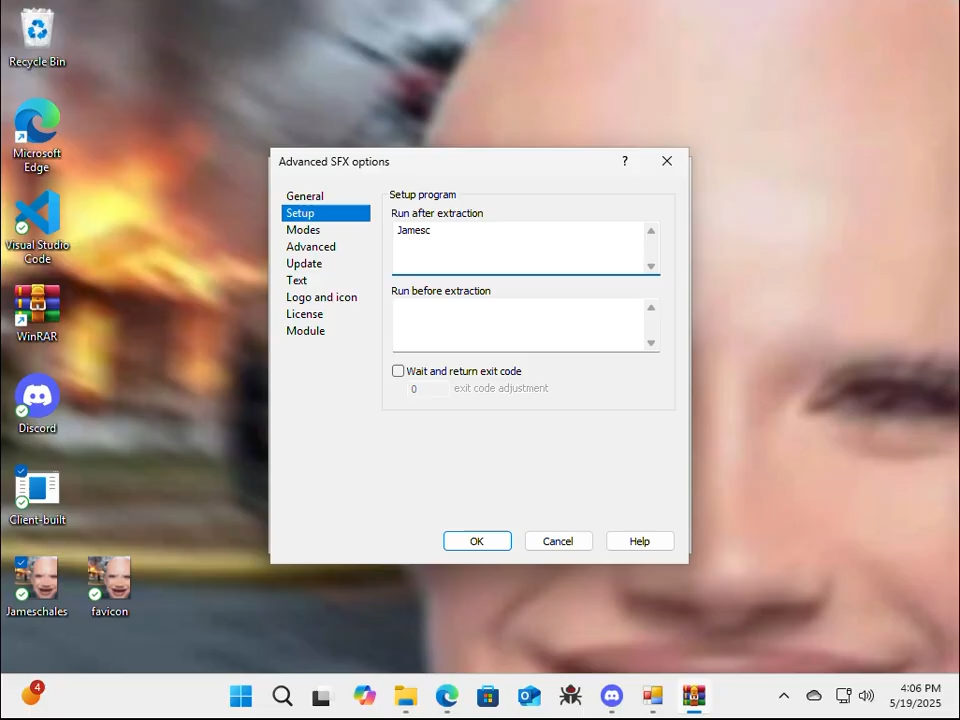 Recycle Bin
Microsoft
Edge
Visual Studio
Code
WinRAR
Discord
Client-built
Jameschales
favicon
Advanced SFX options
?
General
Setup
Modes
Advanced
Update
Text
Logo and icon
License
Module
Setup program
Run after extraction
Jamesc
Run before extraction
Wait and return exit code
0 exit code adjustment
OK
Cancel
Help
4
4:06 PM
5/19/2025